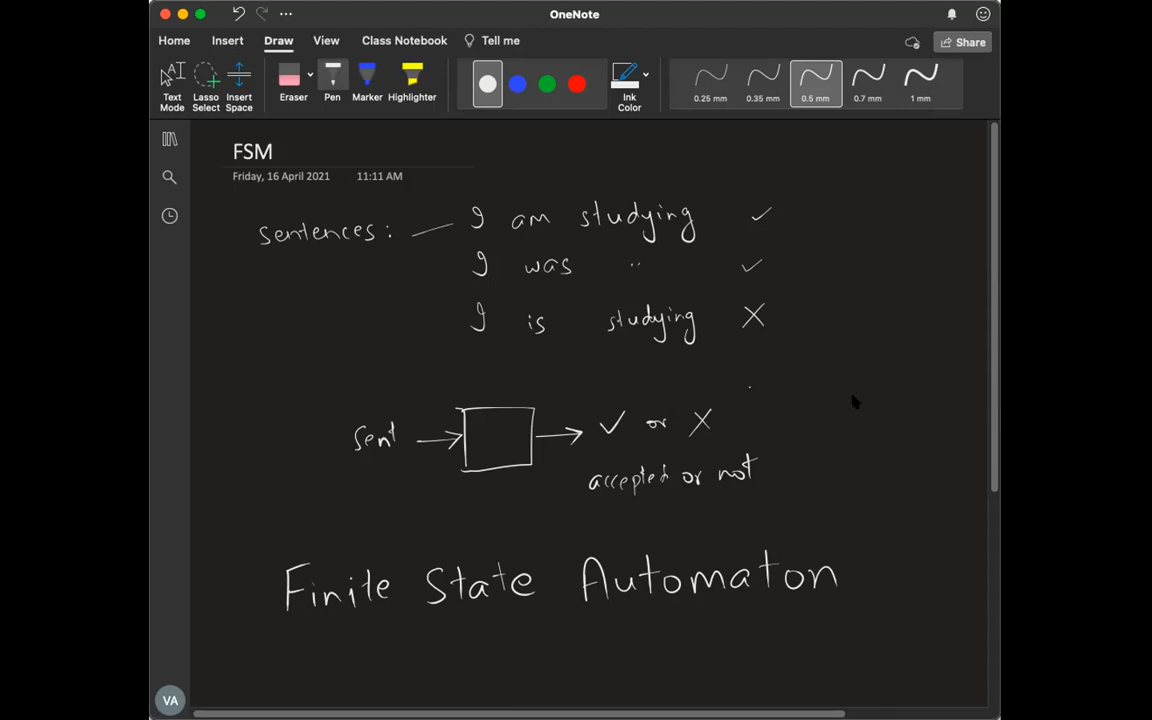 OneNote
Home Insert Draw View Class Notebook Tell me Share
Text Mode Lasso Select Insert Space Eraser Pen Marker Highlighter Ink Color 0.25 mm 0.35 mm 0.5 mm 0.7 mm 1 mm
FSM
Friday, 16 April 2021 11:11 AM
sentences: — I am studying ✓
I was " ✓
I is studying X
Sent → → ✓ or X
accepted or not
Finite State Automaton
VA